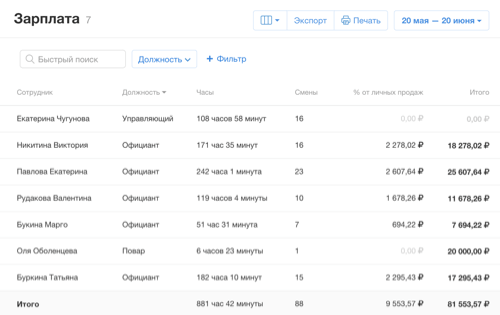 Зарплата 7
Экспорт Печать 20 мая — 20 июня
Быстрый поиск Должность + Фильтр
Сотрудник Должность Часы Смены % от личных продаж Итого
Екатерина Чугунова Управляющий 108 часов 58 минут 16 0,00 ₽ 0,00 ₽
Никитина Виктория Официант 171 час 35 минут 16 2 278,02 ₽ 18 278,02 ₽
Павлова Екатерина Официант 242 часа 1 минута 23 2 607,64 ₽ 25 607,64 ₽
Рудакова Валентина Официант 119 часов 4 минуты 10 1 678,26 ₽ 11 678,26 ₽
Букина Марго Официант 51 час 31 минута 7 694,22 ₽ 7 694,22 ₽
Оля Оболенцева Повар 6 часов 23 минуты 1 0,00 ₽ 20 000,00 ₽
Буркина Татьяна Официант 182 часа 10 минут 15 2 295,43 ₽ 17 295,43 ₽
Итого 881 час 42 минуты 88 9 553,57 ₽ 81 553,57 ₽